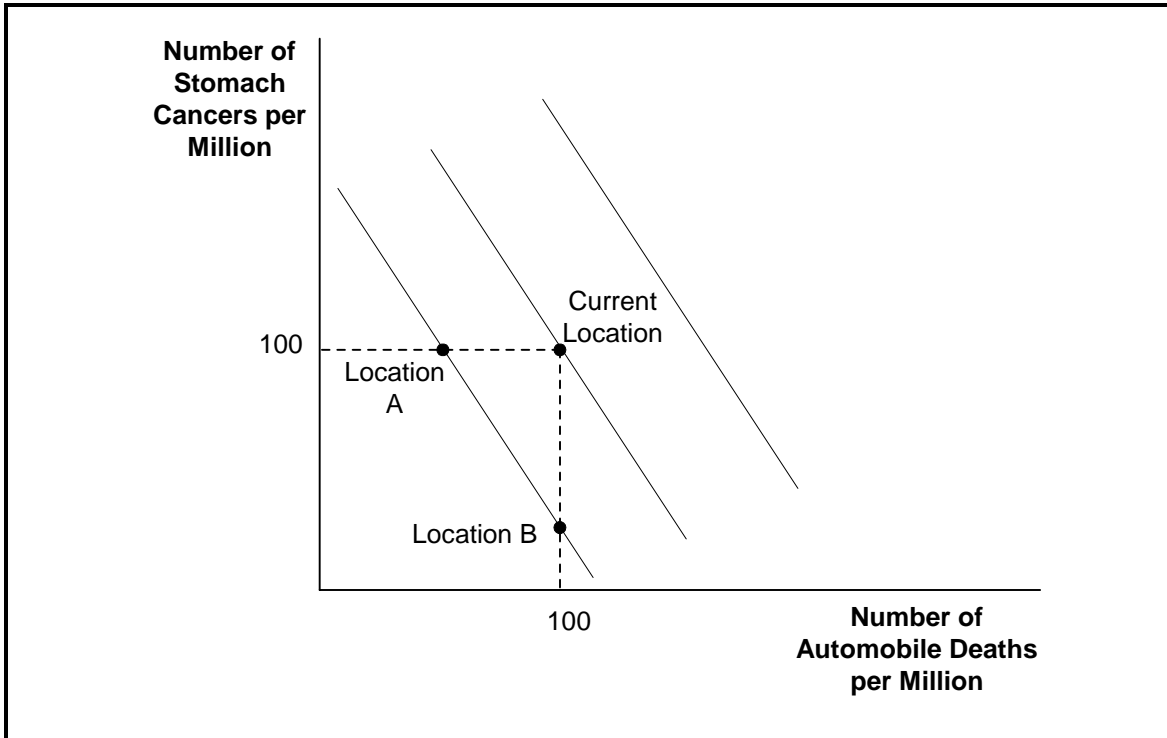 Number of
Stomach
Cancers per
Million
Current
Location
100
Location
A
Location B
100
Number of
Automobile Deaths
per Million